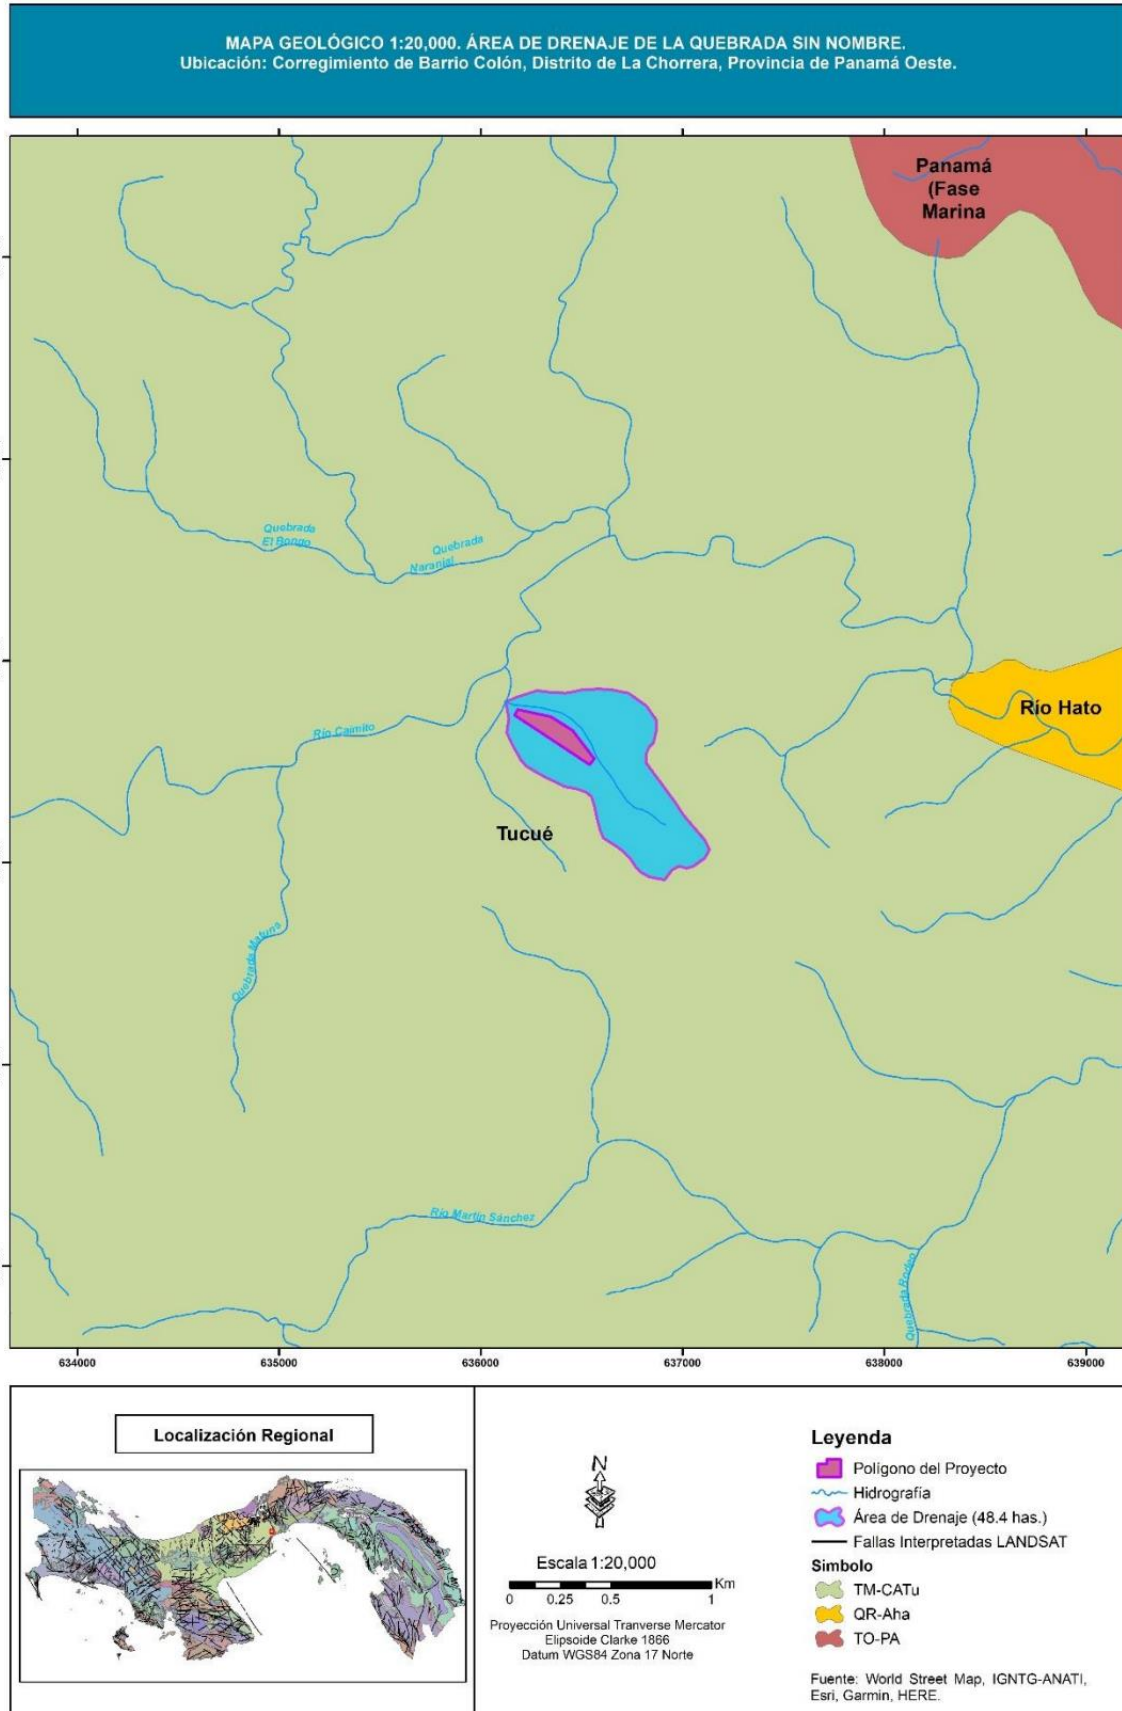 MAPA GEOLÓGICO 1:20,000. ÁREA DE DRENAJE DE LA QUEBRADA SIN NOMBRE.
Ubicación: Corregimiento de Barrio Colón, Distrito de La Chorrera, Provincia de Panamá Oeste.
Panamá
(Fase
Marina
Quebrada
El Bongo
Quebrada
Naranjal
Río Hato
Río Caimito
Tucué
Quebrada Matuna
Río Martín Sánchez
Quebrada Rodeo
634000
635000
636000
637000
638000
639000
Localización Regional
N
Escala 1:20,000
Km
0
0.25
0.5
1
Proyección Universal Tranverse Mercator
Elipsoide Clarke 1866
Datum WGS84 Zona 17 Norte
Leyenda
Polígono del Proyecto
Hidrografía
Área de Drenaje (48.4 has.)
Fallas Interpretadas LANDSAT
Simbolo
TM-CATu
QR-Aha
TO-PA
Fuente: World Street Map, IGNTG-ANATI,
Esri, Garmin, HERE.